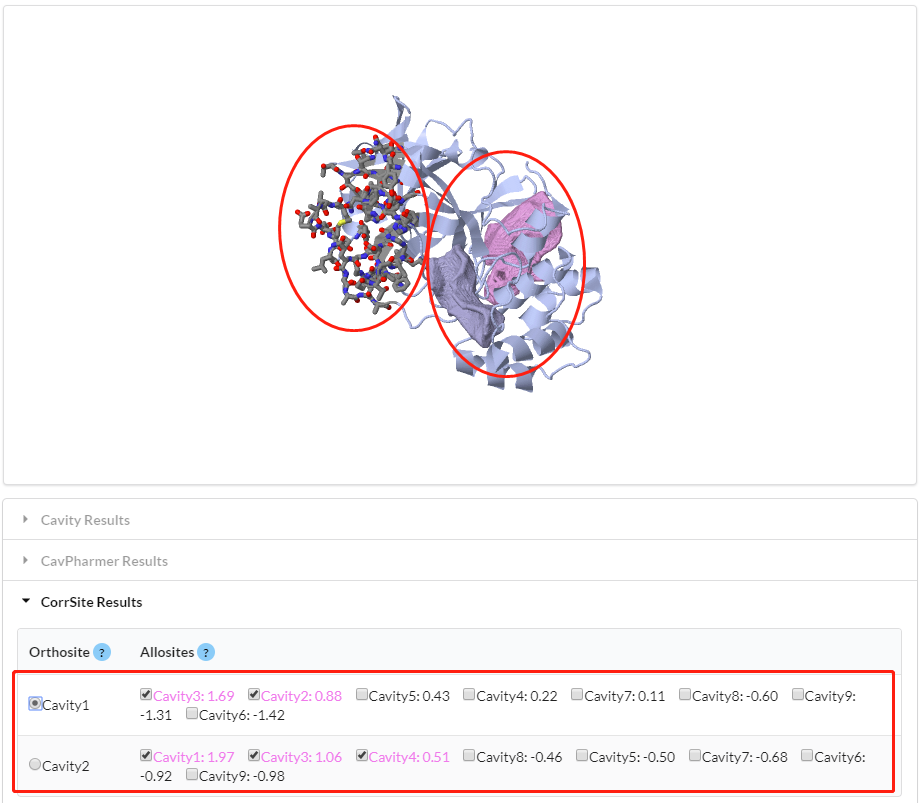 Cavity Results
CavPharmer Results
CorrSite Results
Orthosite ? Allosites ?
Cavity1 Cavity3: 1.69 Cavity2: 0.88 Cavity5: 0.43 Cavity4: 0.22 Cavity7: 0.11 Cavity8: -0.60 Cavity9:
-1.31 Cavity6: -1.42
Cavity2 Cavity1: 1.97 Cavity3: 1.06 Cavity4: 0.51 Cavity8: -0.46 Cavity5: -0.50 Cavity7: -0.68 Cavity6:
-0.92 Cavity9: -0.98